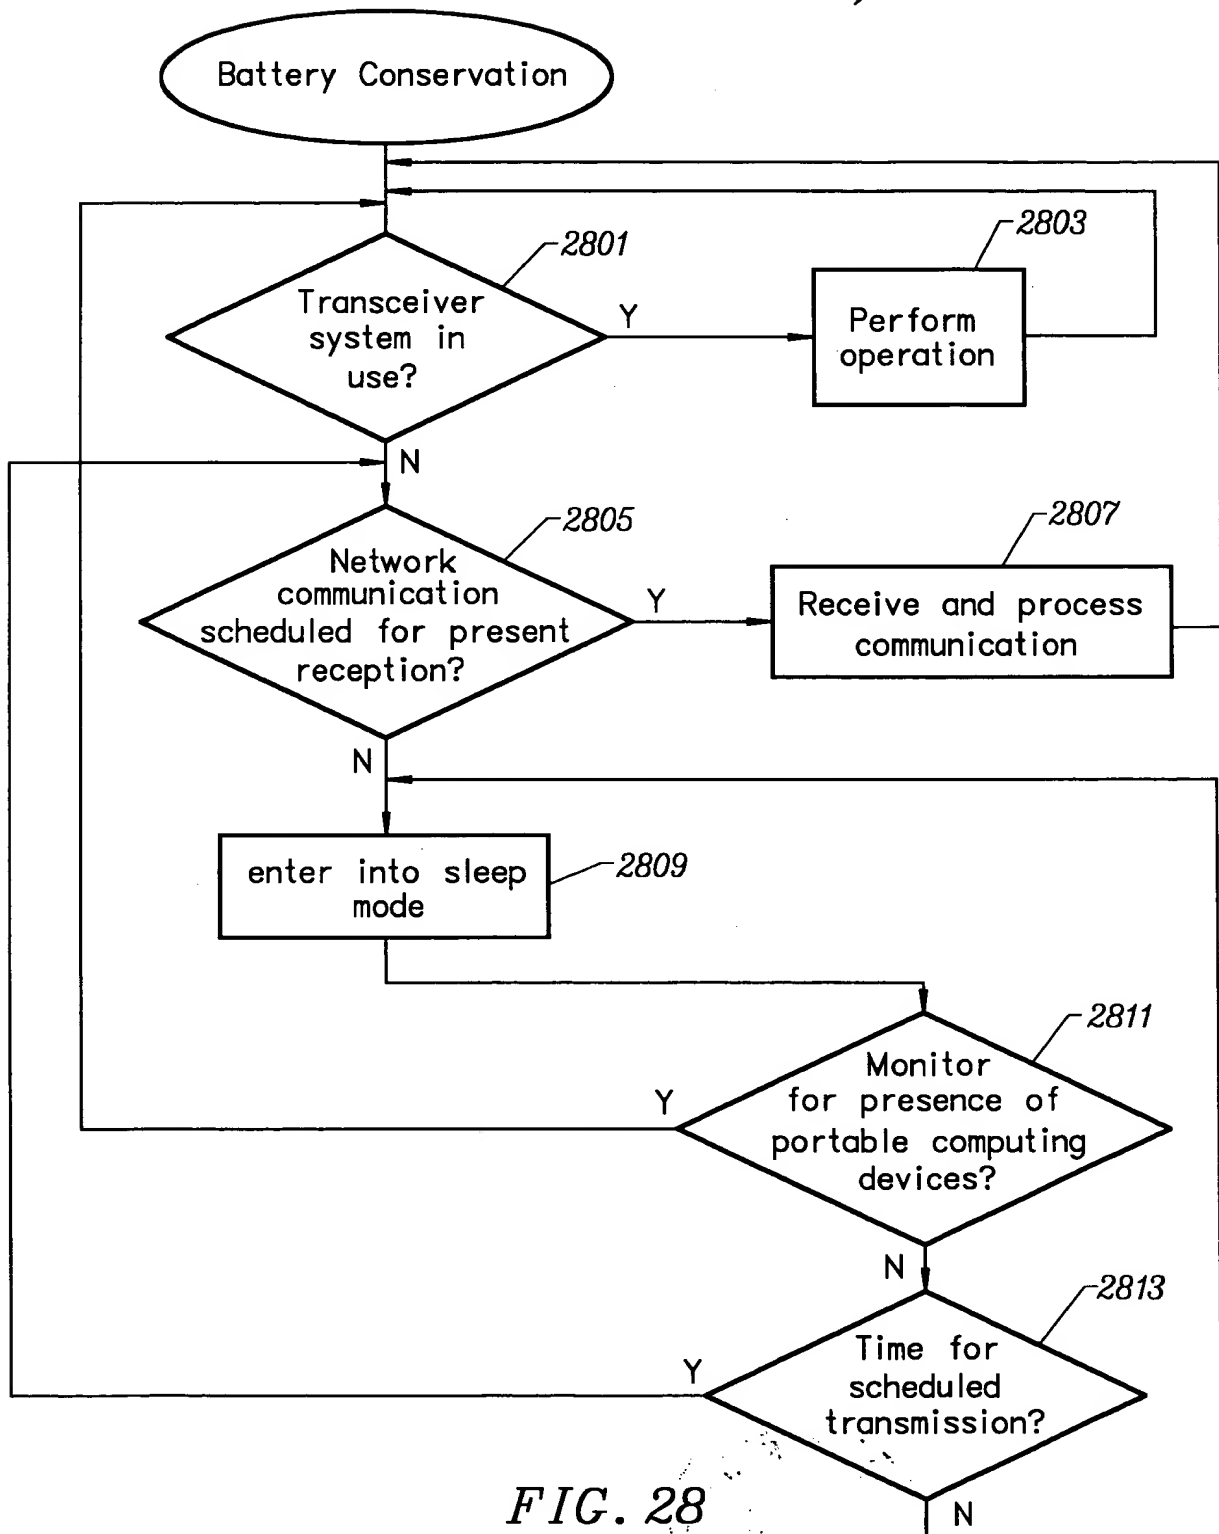 Battery Conservation
2801
Transceiver
system in
use?
Y
2803
Perform
operation
N
2805
Network
communication
scheduled for present
reception?
Y
2807
Receive and process
communication
N
enter into sleep
mode
2809
2811
Monitor
for presence of
portable computing
devices?
Y
N
2813
Time for
scheduled
transmission?
Y
N
FIG. 28